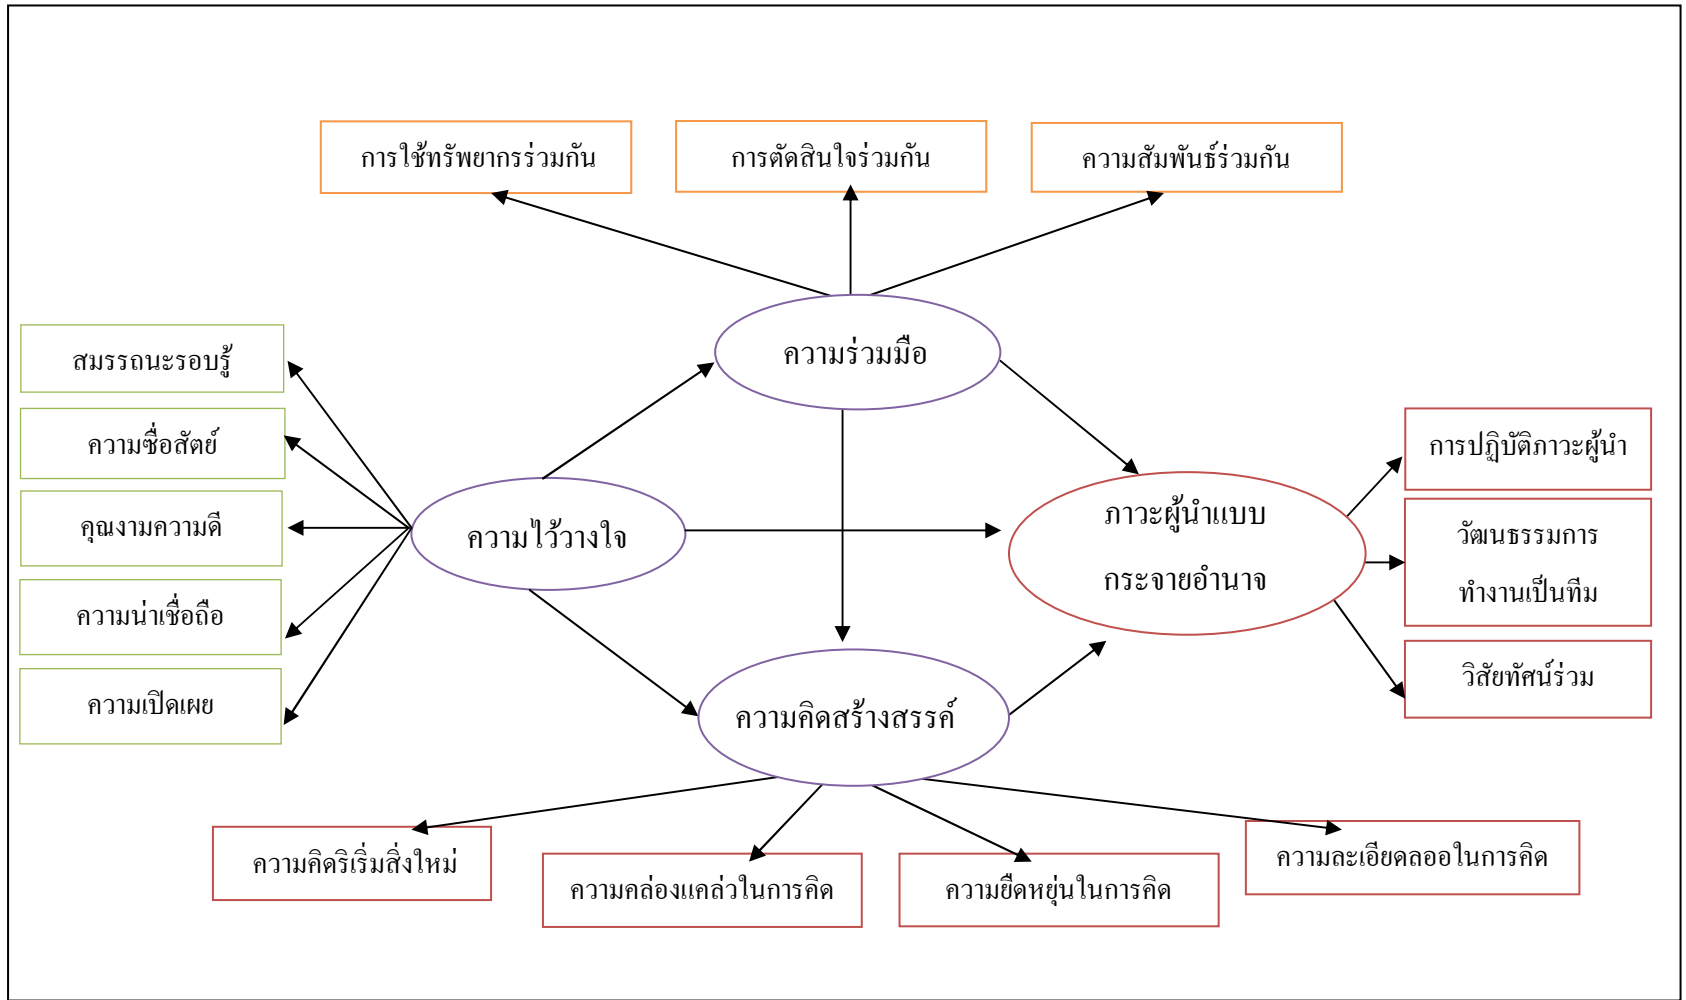 การใช้ทรัพยากรร่วมกัน
การตัดสินใจร่วมกัน
ความสัมพันธ์ร่วมกัน
ความร่วมมือ
สมรรถนะรอบรู้
ความซื่อสัตย์
คุณงามความดี
ความน่าเชื่อถือ
ความเปิดเผย
ความไว้วางใจ
ภาวะผู้นำแบบ
กระจายอำนาจ
การปฏิบัติภาวะผู้นำ
วัฒนธรรมการ
ทำงานเป็นทีม
วิสัยทัศน์ร่วม
ความคิดสร้างสรรค์
ความคิดริเริ่มสิ่งใหม่
ความคล่องแคล่วในการคิด
ความยืดหยุ่นในการคิด
ความละเอียดลออในการคิด